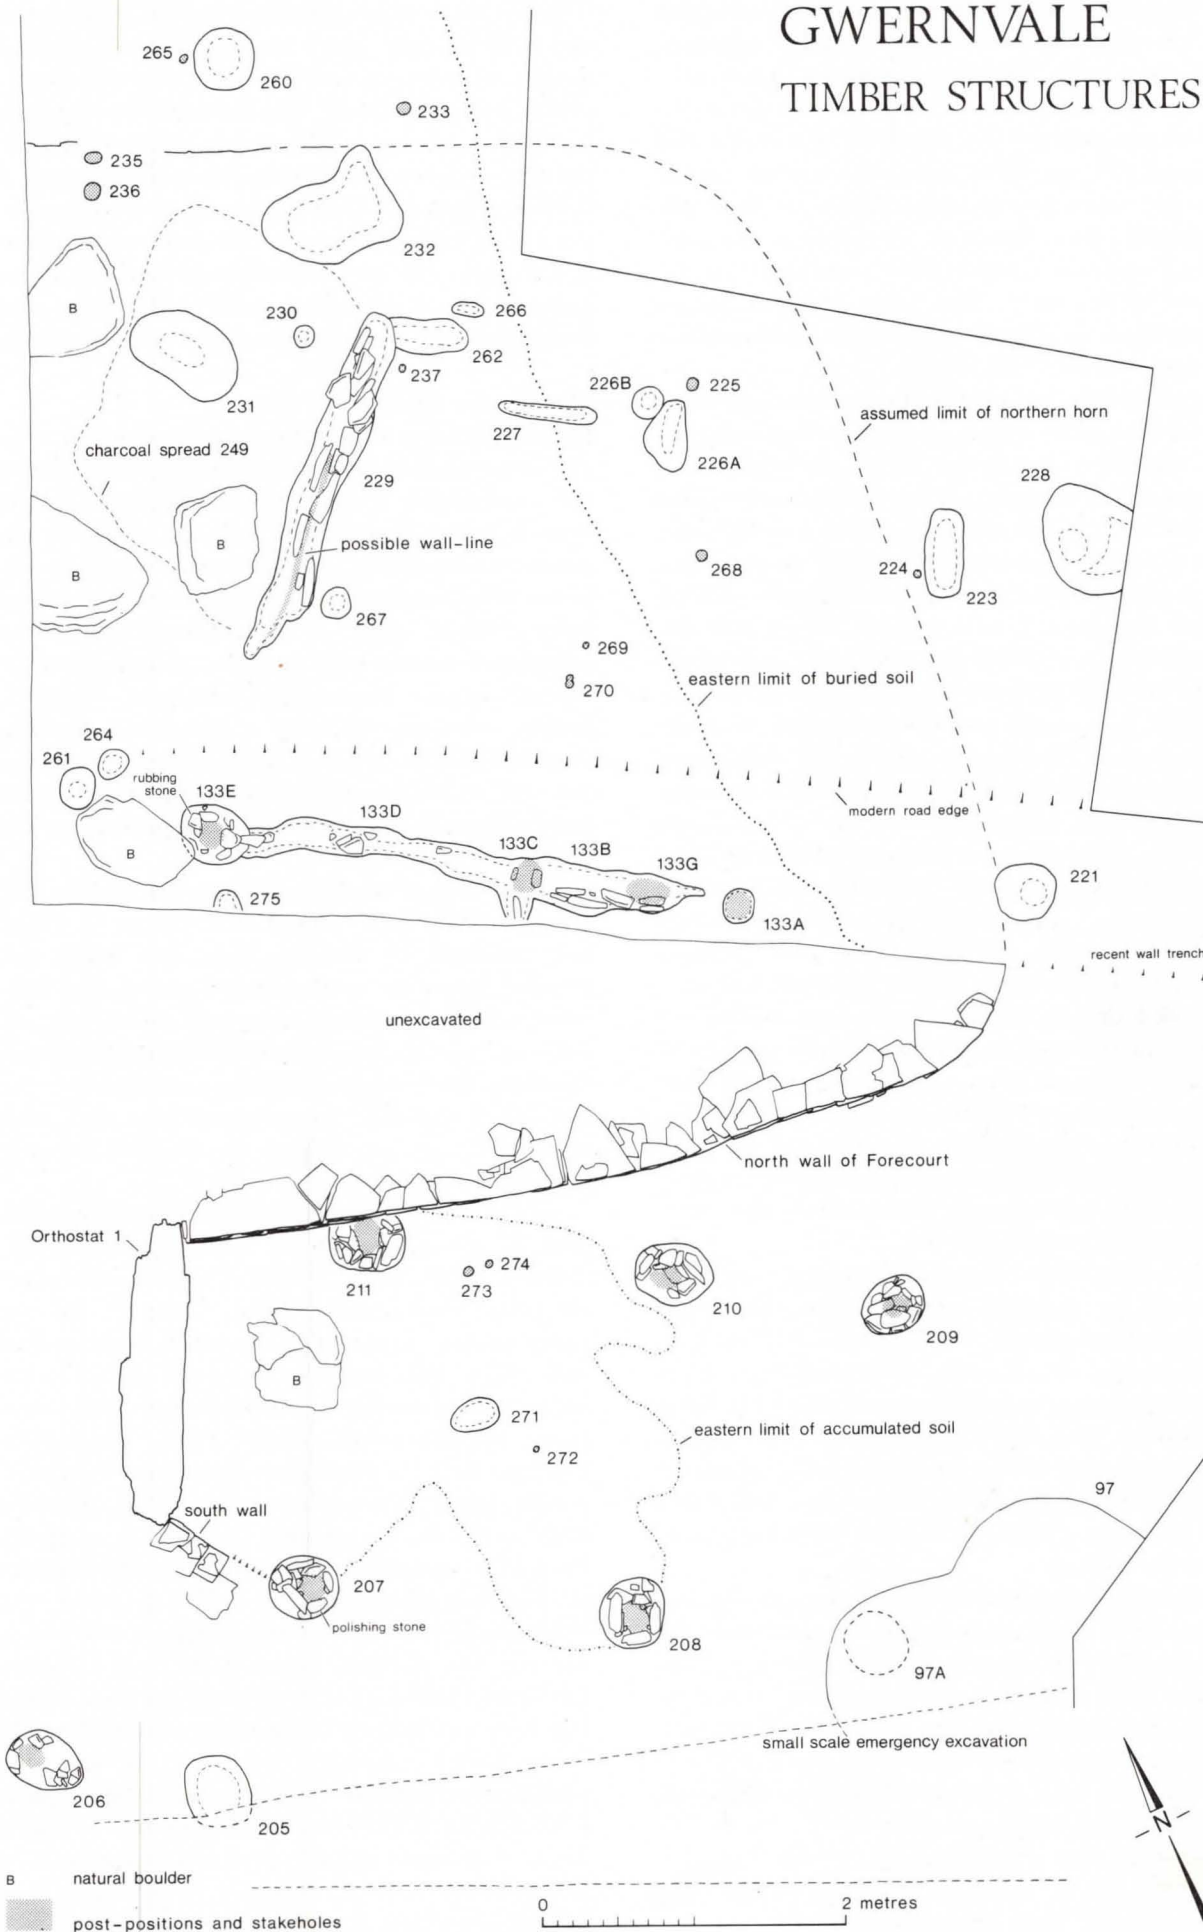 GWERNVALE
TIMBER STRUCTURES
265
260
233
235
236
232
B
230
266
262
237
231
226B
225
227
226A
assumed limit of northern horn
charcoal spread 249
229
228
B
possible wall-line
B
268
224
223
267
269
270
eastern limit of buried soil
264
261
rubbing
stone
133E
133D
modern road edge
133C
133B
133G
B
221
275
133A
recent wall trench
unexcavated
north wall of Forecourt
Orthostat 1
274
273
211
210
209
B
271
272
eastern limit of accumulated soil
97
south wall
207
polishing stone
208
97A
small scale emergency excavation
206
205
N
B natural boulder
post-positions and stakeholes
0 2 metres